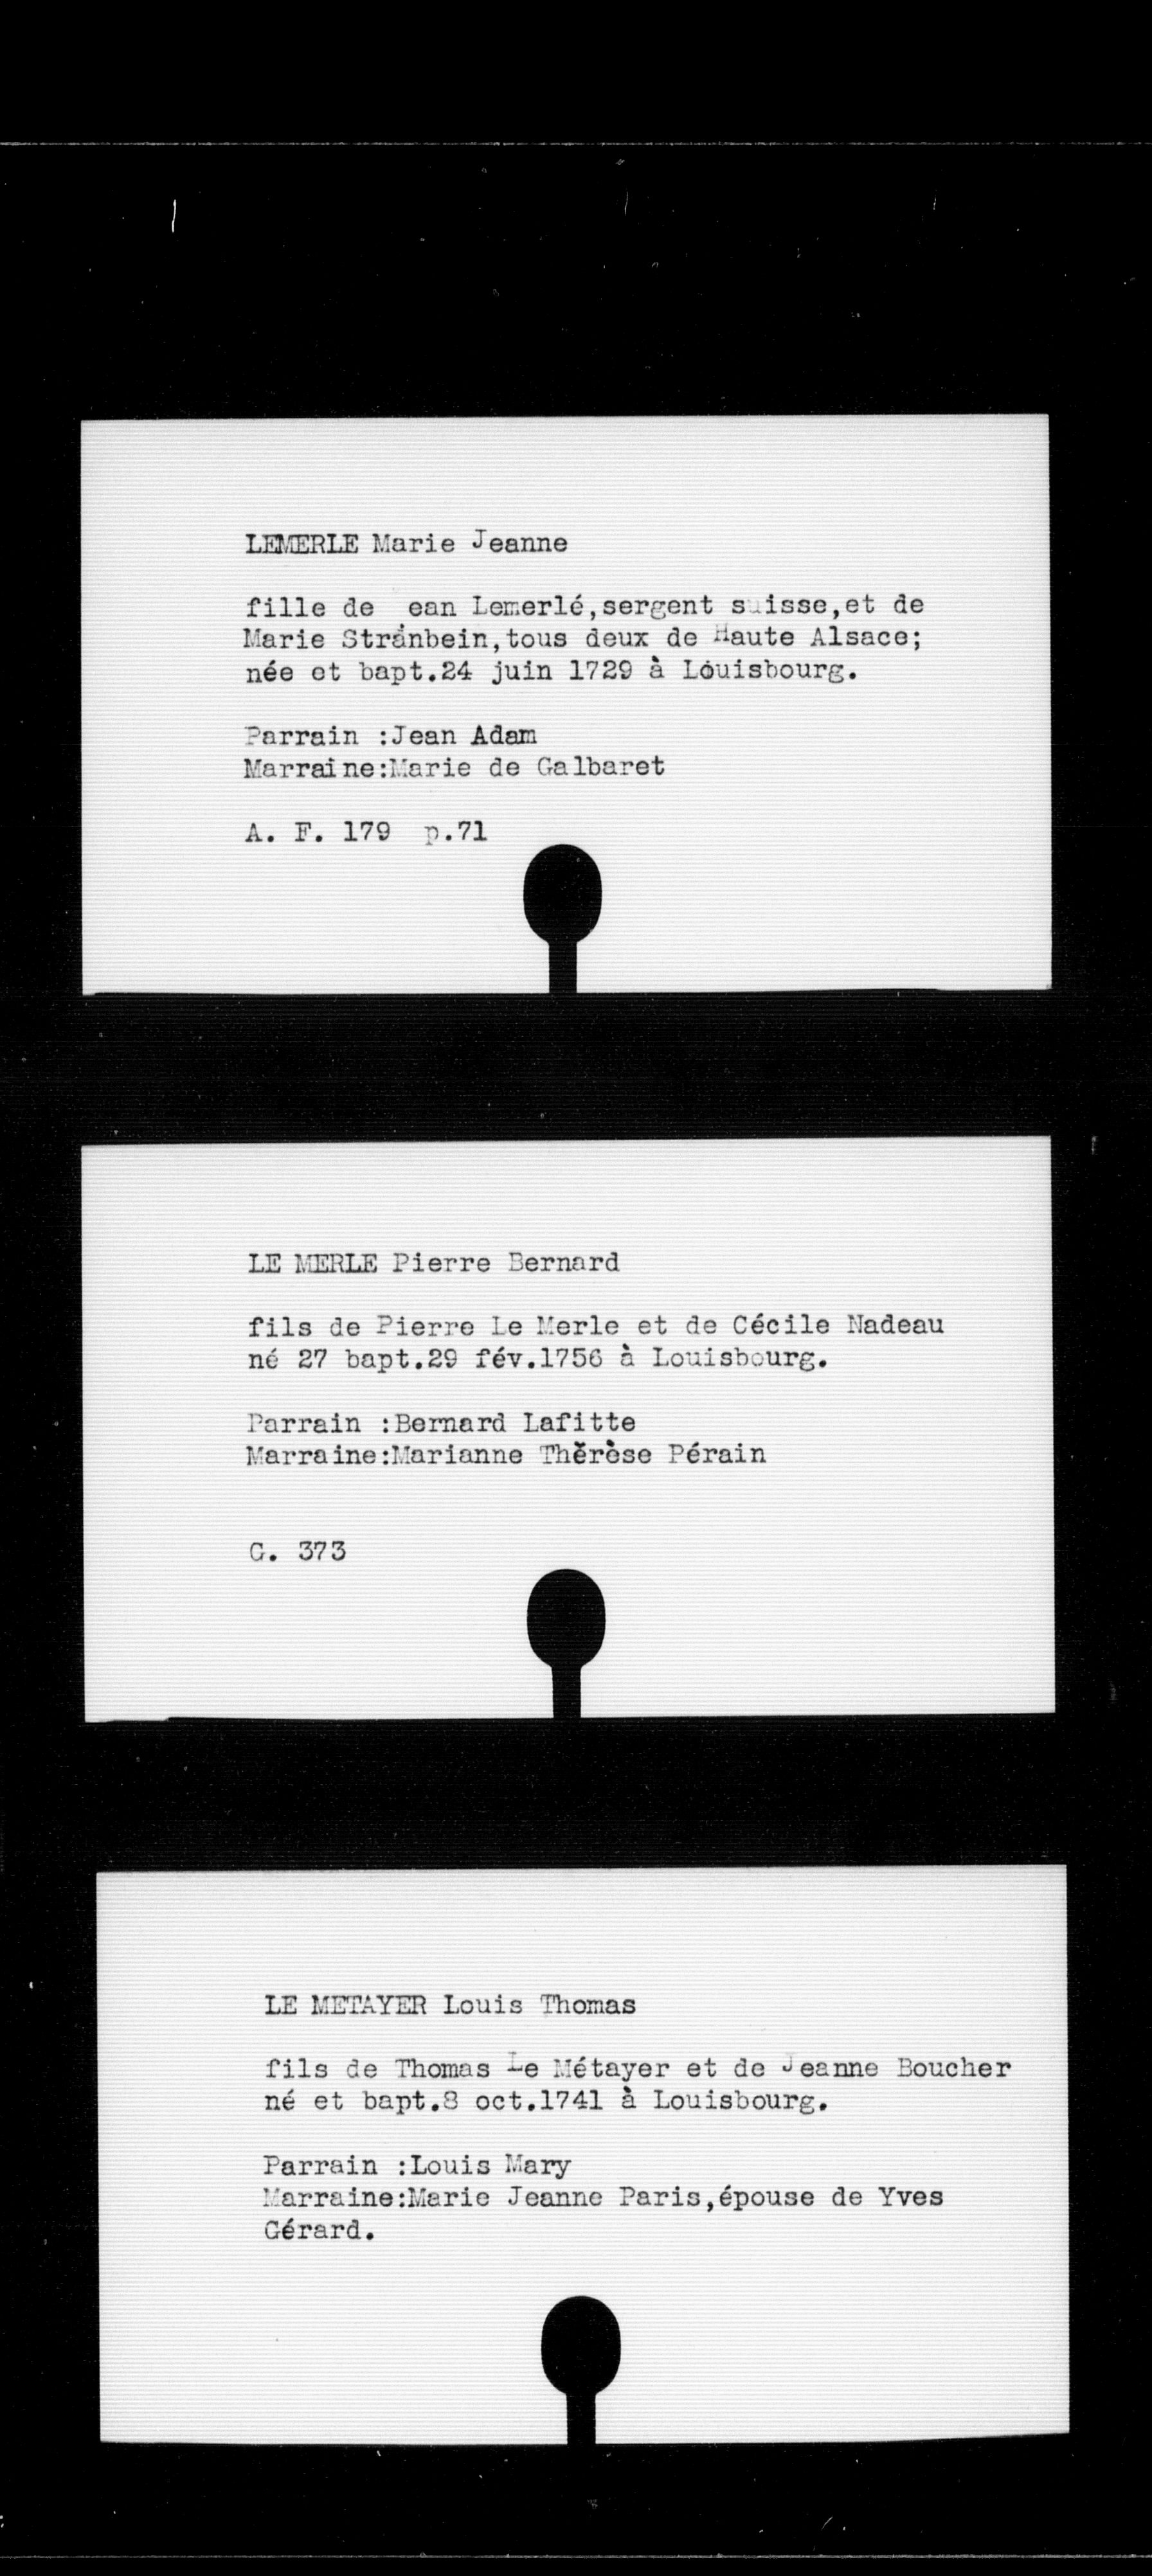 LEMERLE Marie Jeanne
fille de ean Lemerlé,sergent suisse,et de
Marie Stránbein,tous deux de Haute Alsace;
née et bapt.24 juin 1729 à Louisbourg.
Parrain :Jean Adam
Marraine:Marie de Galbaret
A. F. 179 p.71
LE MERLE Pierre Bernard
fils de Pierre Le Merle et de Cécile Nadeau
né 27 bapt.29 fév.1756 à Louisbourg.
Parrain :Bernard Lafitte
Marraine:Marianne Thérèse Pérain
G. 373
LE METAYER Louis Thomas
fils de Thomas Le Métayer et de Jeanne Boucher
né et bapt.8 oct.1741 à Louisbourg.
Parrain :Louis Mary
Marraine:Marie Jeanne Paris,épouse de Yves
Gérard.